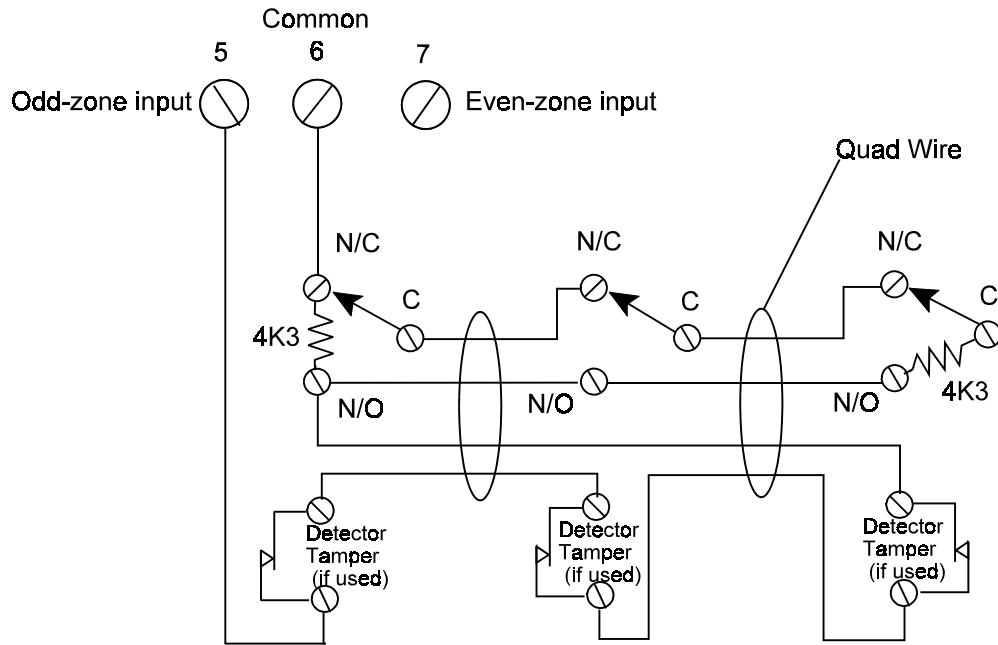 Common
5
6
7
Odd-zone input
Even-zone input
Quad Wire
N/C
N/C
N/C
C
C
C
4K3
4K3
N/O
N/O
N/O
Detector
Tamper
(if used)
Detector
Tamper
(if used)
Detector
Tamper
(if used)